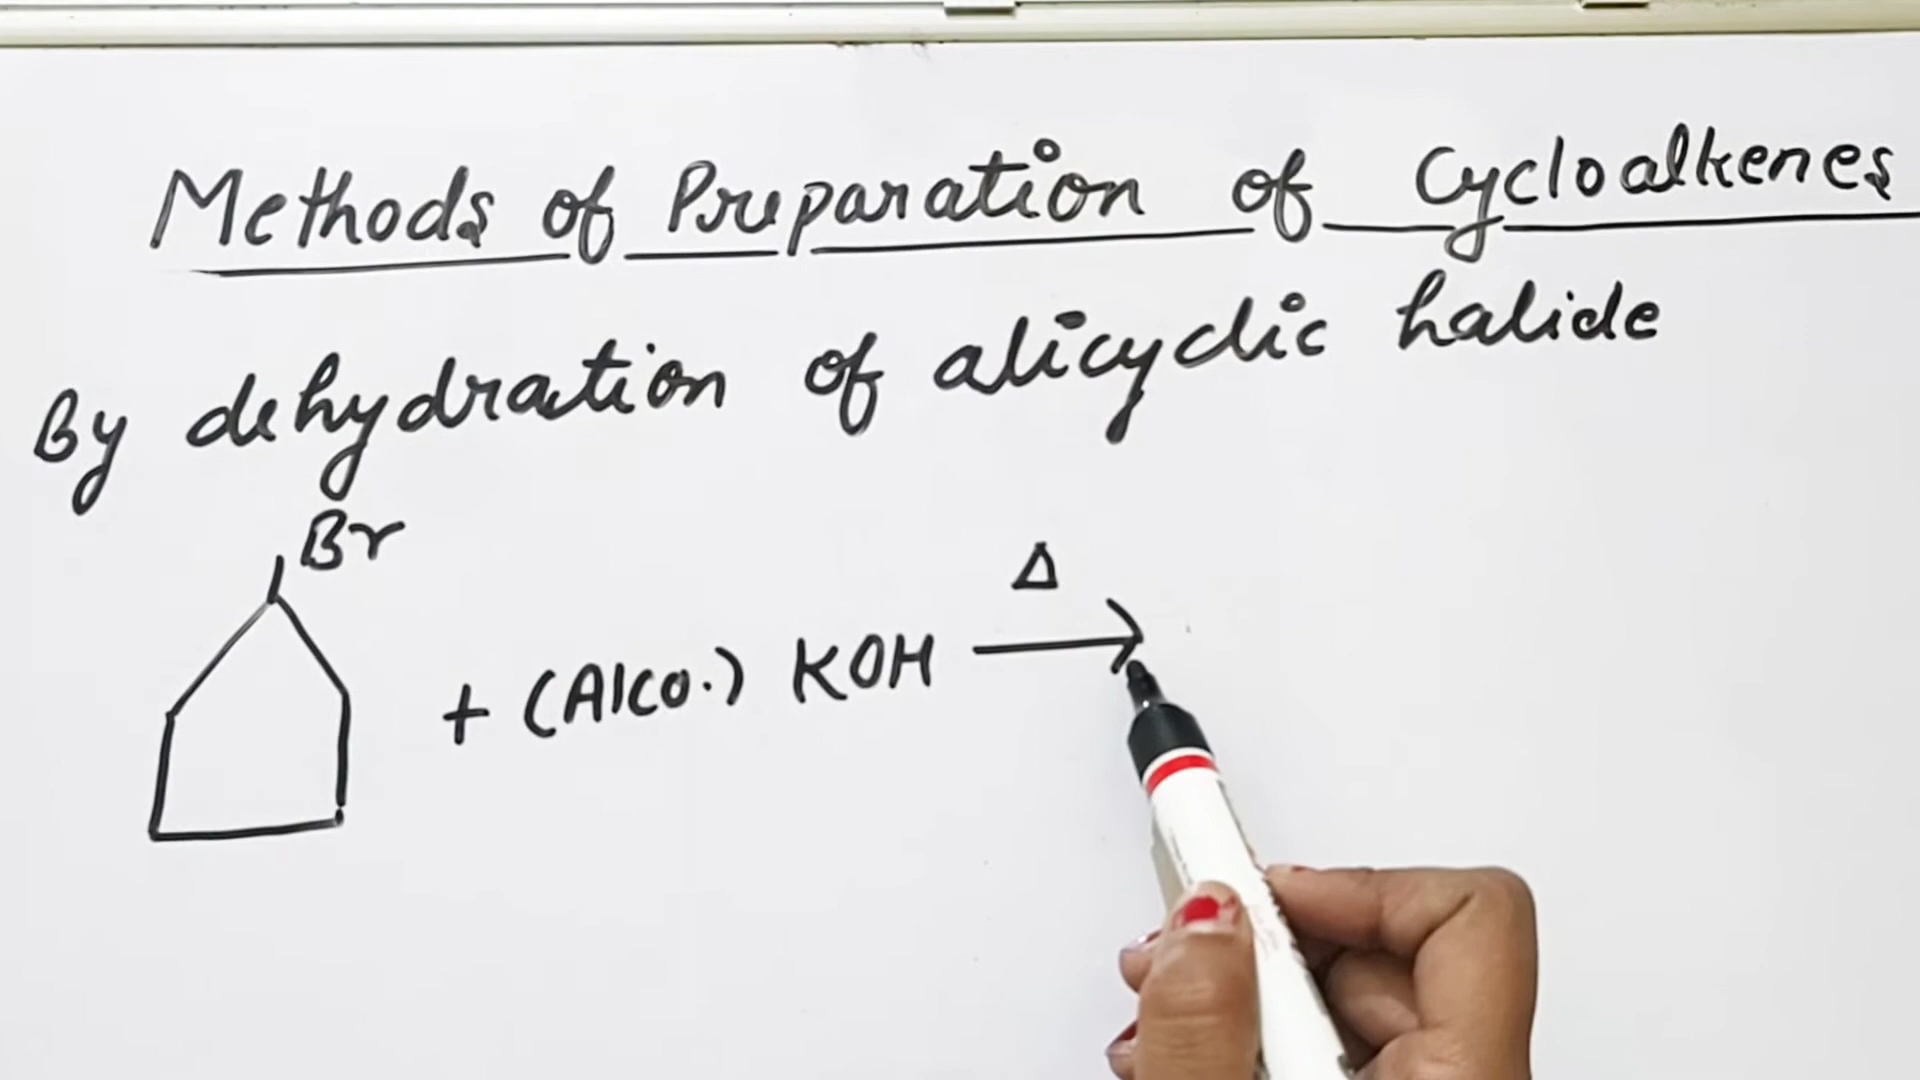 Methods of Preparation of Cycloalkenes
By dehydration of alicyclic halide
Br
Δ
+ (Alco.) KOH →